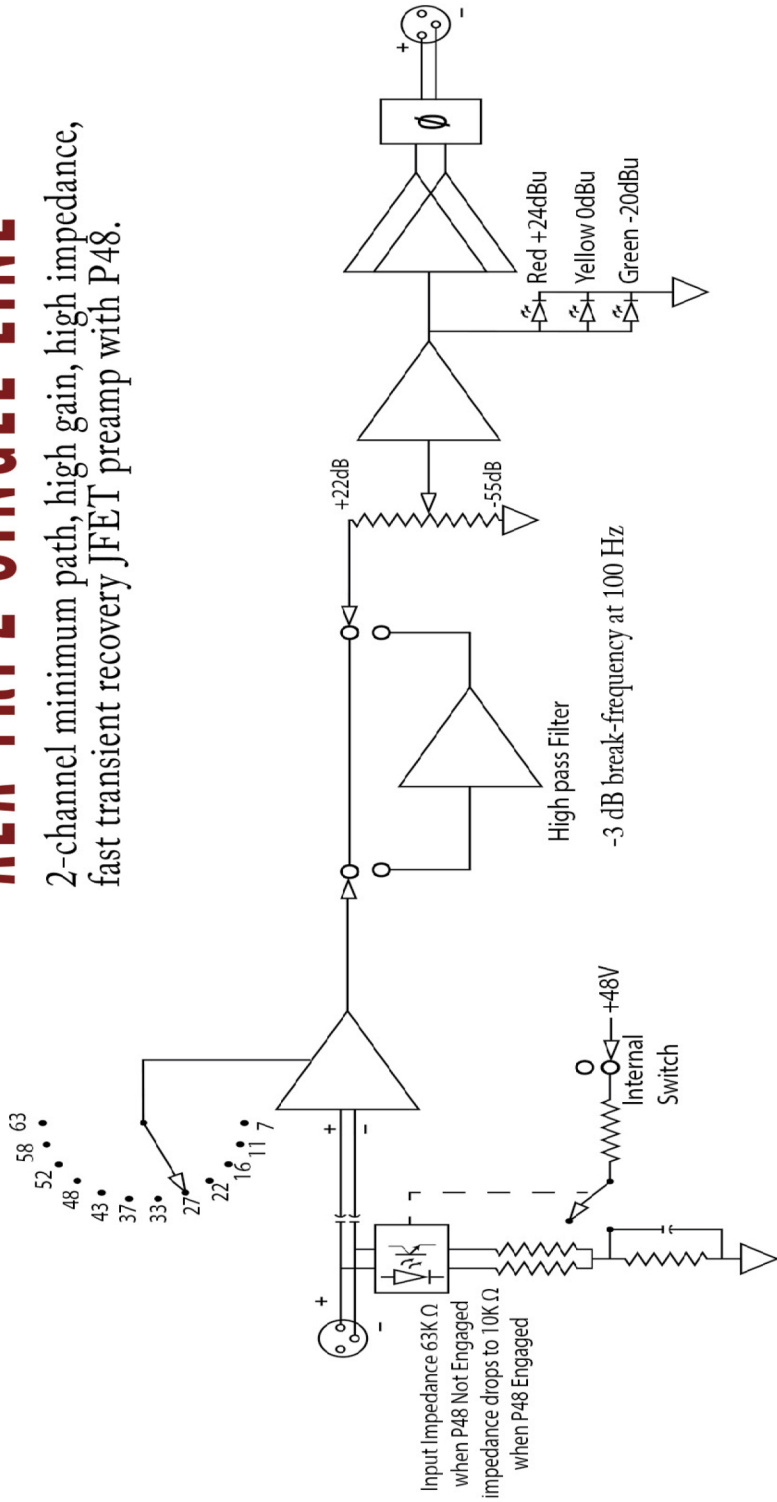 2-channel minimum path, high gain, high impedance,
fast transient recovery JFET preamp with P48.
63
58
52
48
43
37
33
27
22
16
11
7
+
-
+
-
Input Impedance 63K Ω
when P48 Not Engaged
impedance drops to 10K Ω
when P48 Engaged
+48V
Internal
Switch
High pass Filter
-3 dB break-frequency at 100 Hz
+22dB
-55dB
Red +24dBu
Yellow 0dBu
Green -20dBu
Ø
+
-